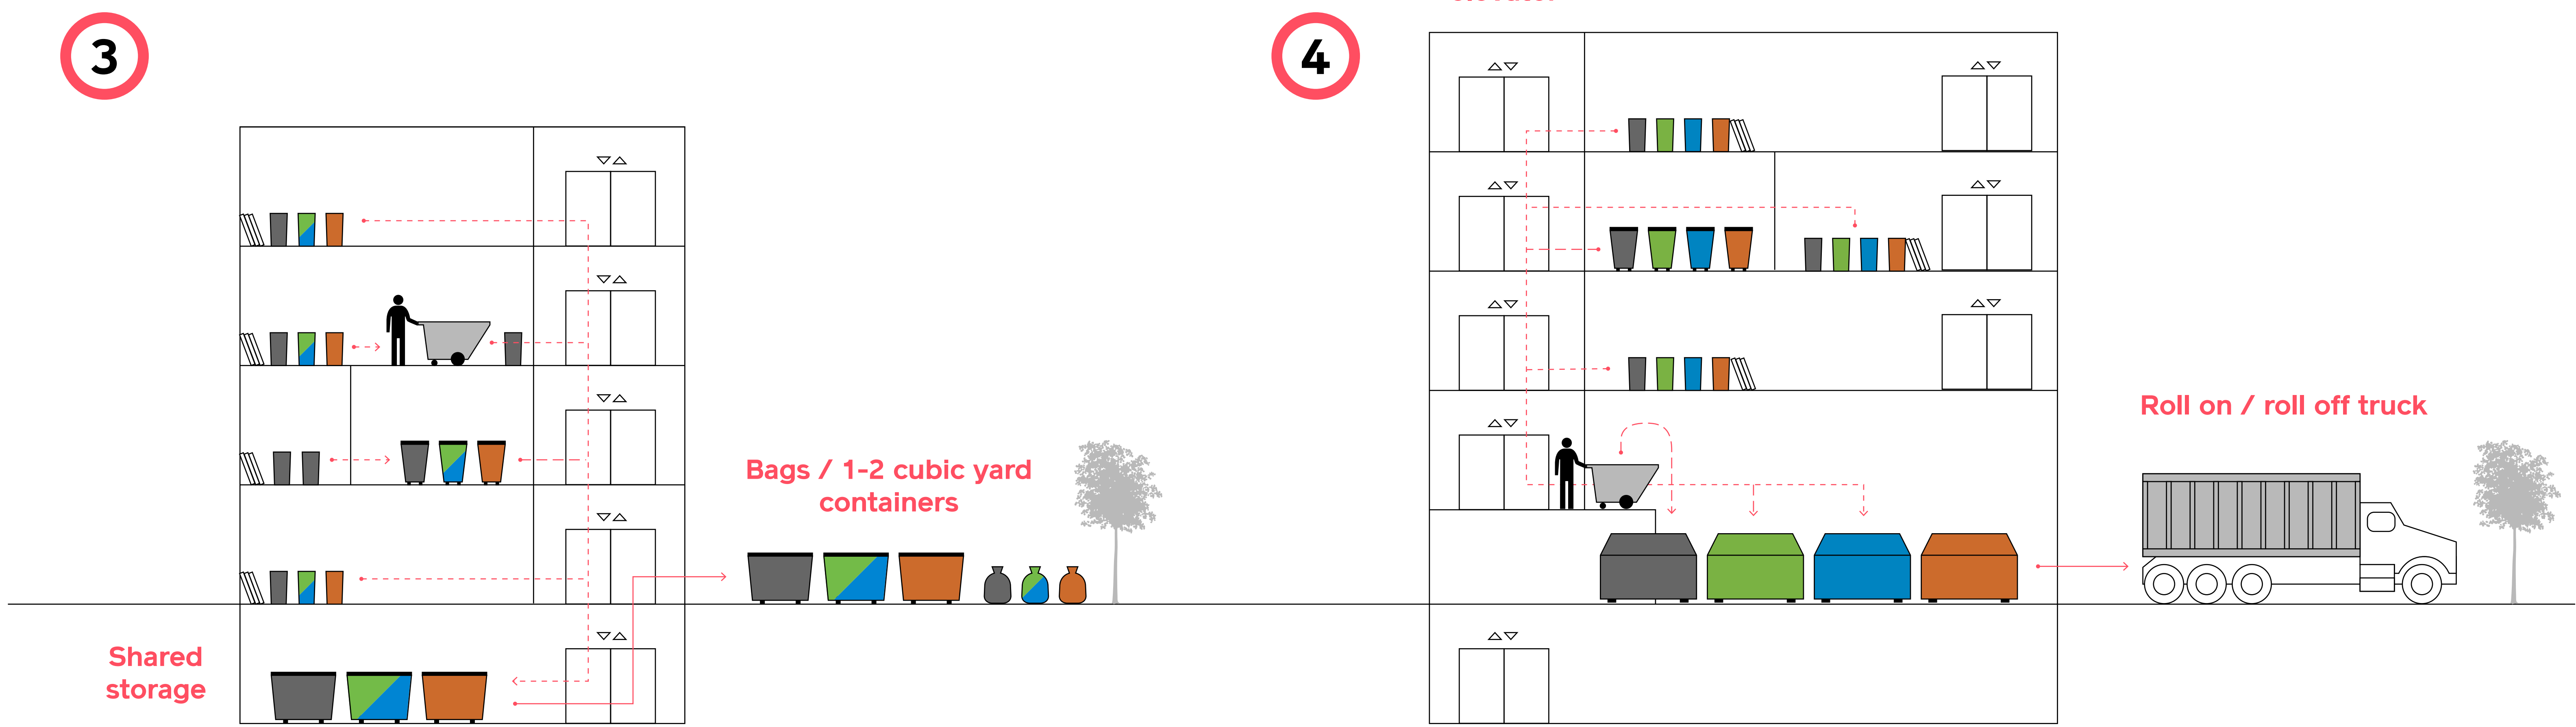 3
4
Bags / 1-2 cubic yard
containers
Shared
storage
Roll on / roll off truck